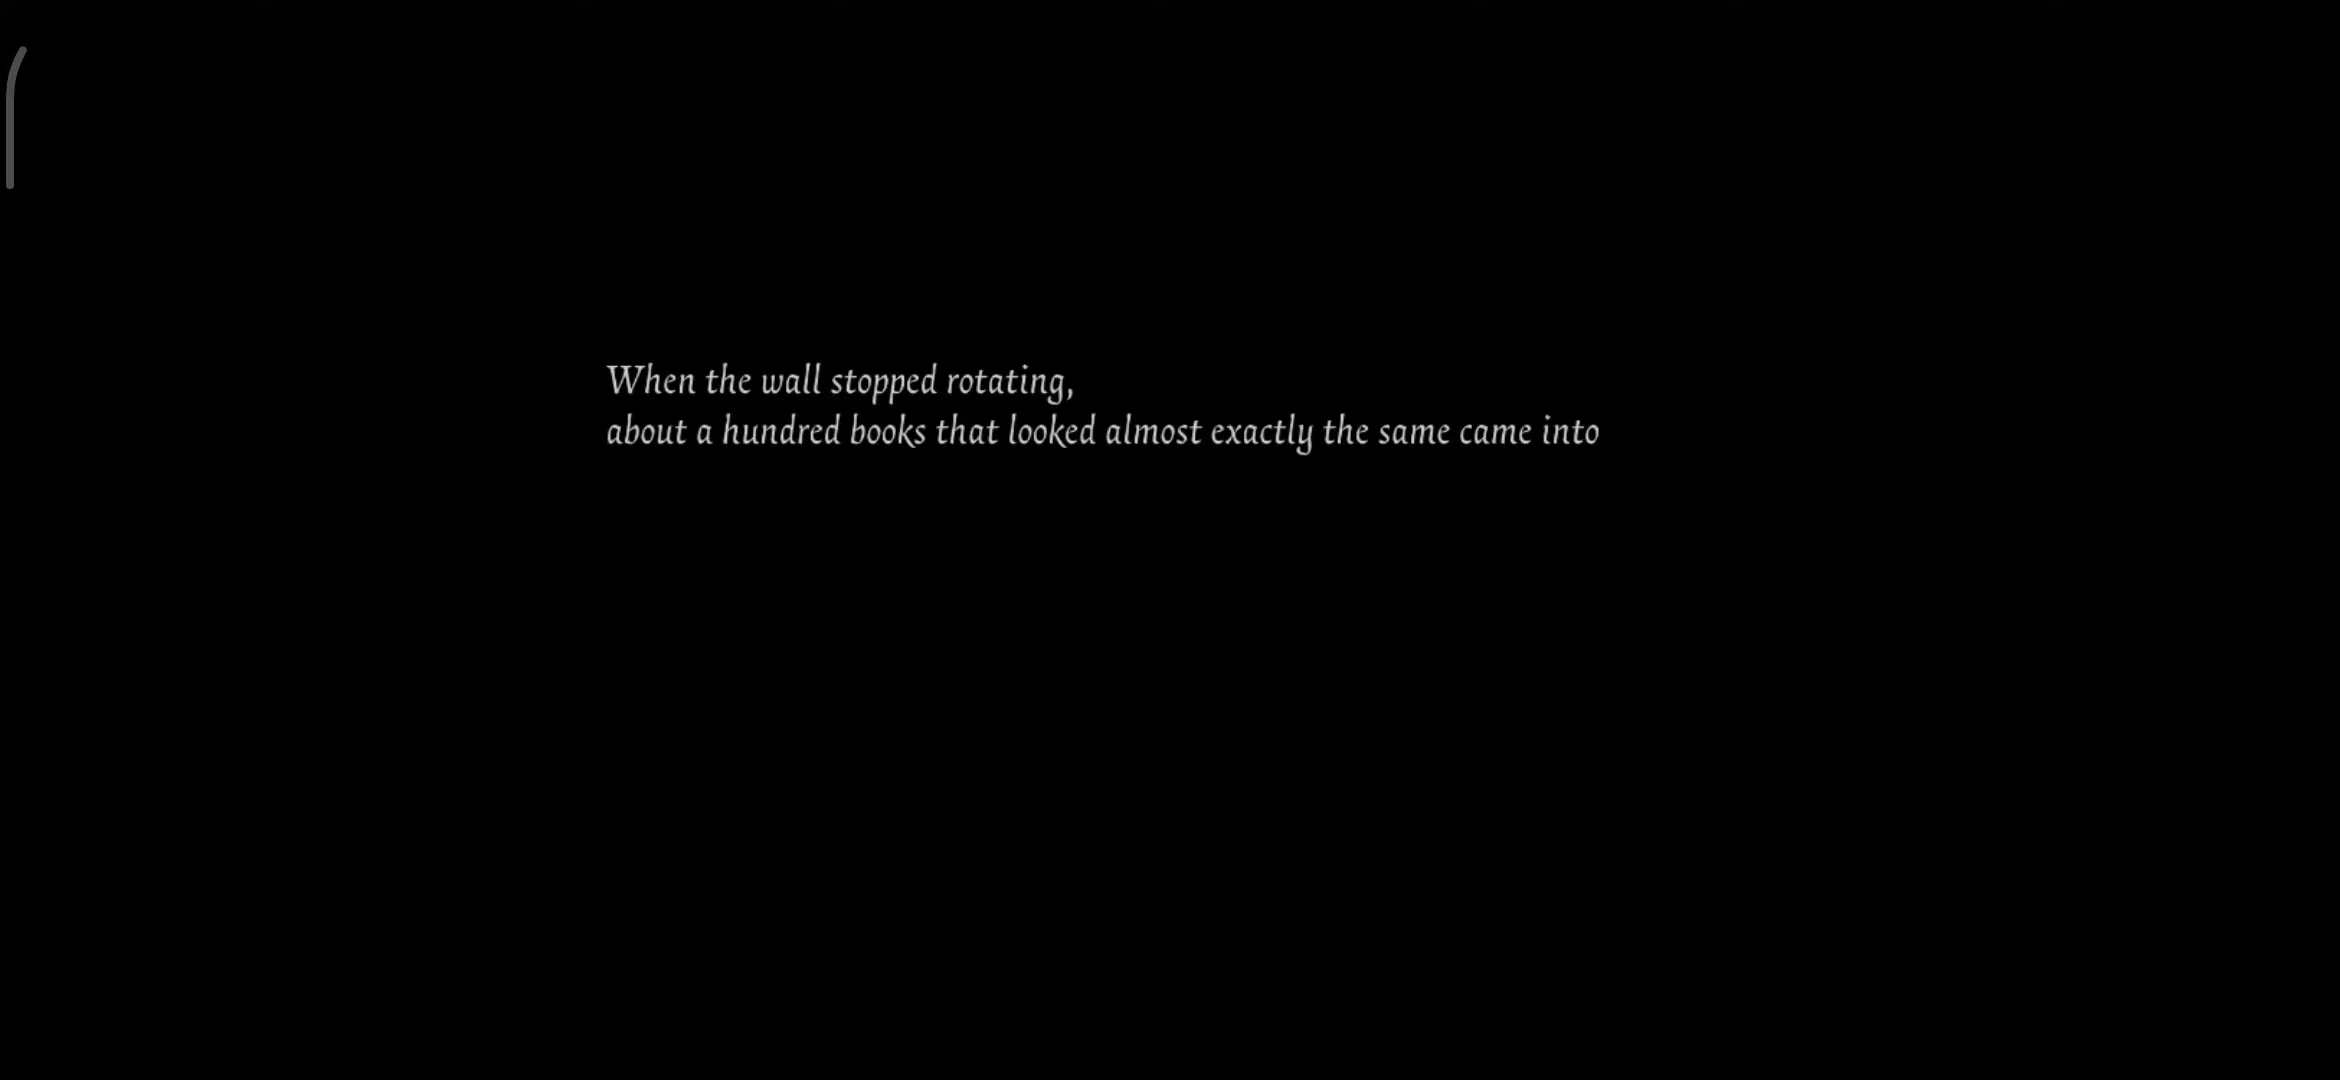 When the wall stopped rotating,
about a hundred books that looked almost exactly the same came into